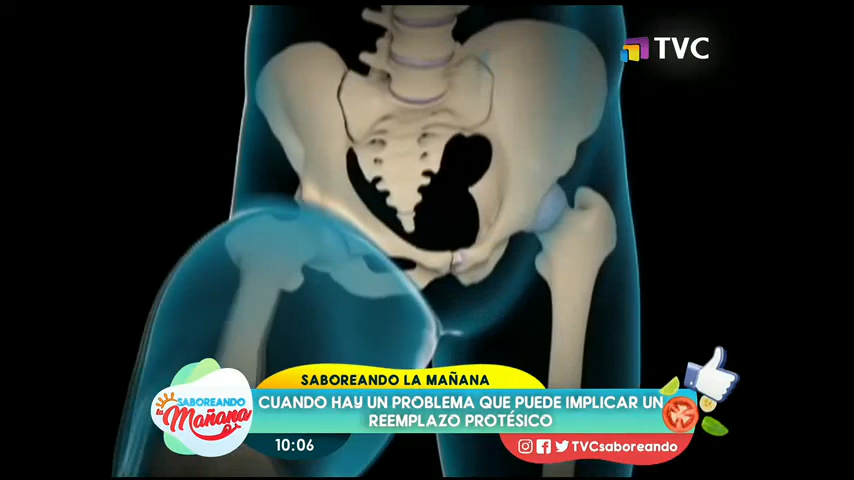 TVC
SABOREANDO LA MAÑANA
SABOREANDO
Mañana
CUANDO HAY UN PROBLEMA QUE PUEDE IMPLICAR UN
REEMPLAZO PROTÉSICO
10:06
TVCsaboreando